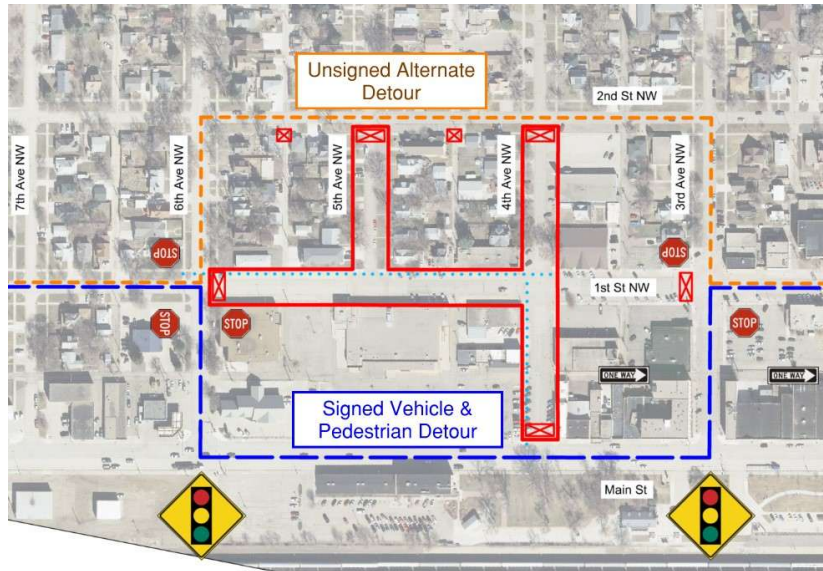 Unsigned Alternate
Detour
2nd St NW
7th Ave NW
6th Ave NW
5th Ave NW
4th Ave NW
3rd Ave NW
STOP
STOP
1st St NW
STOP
STOP
STOP
ONE WAY
ONE WAY
Signed Vehicle &
Pedestrian Detour
Main St